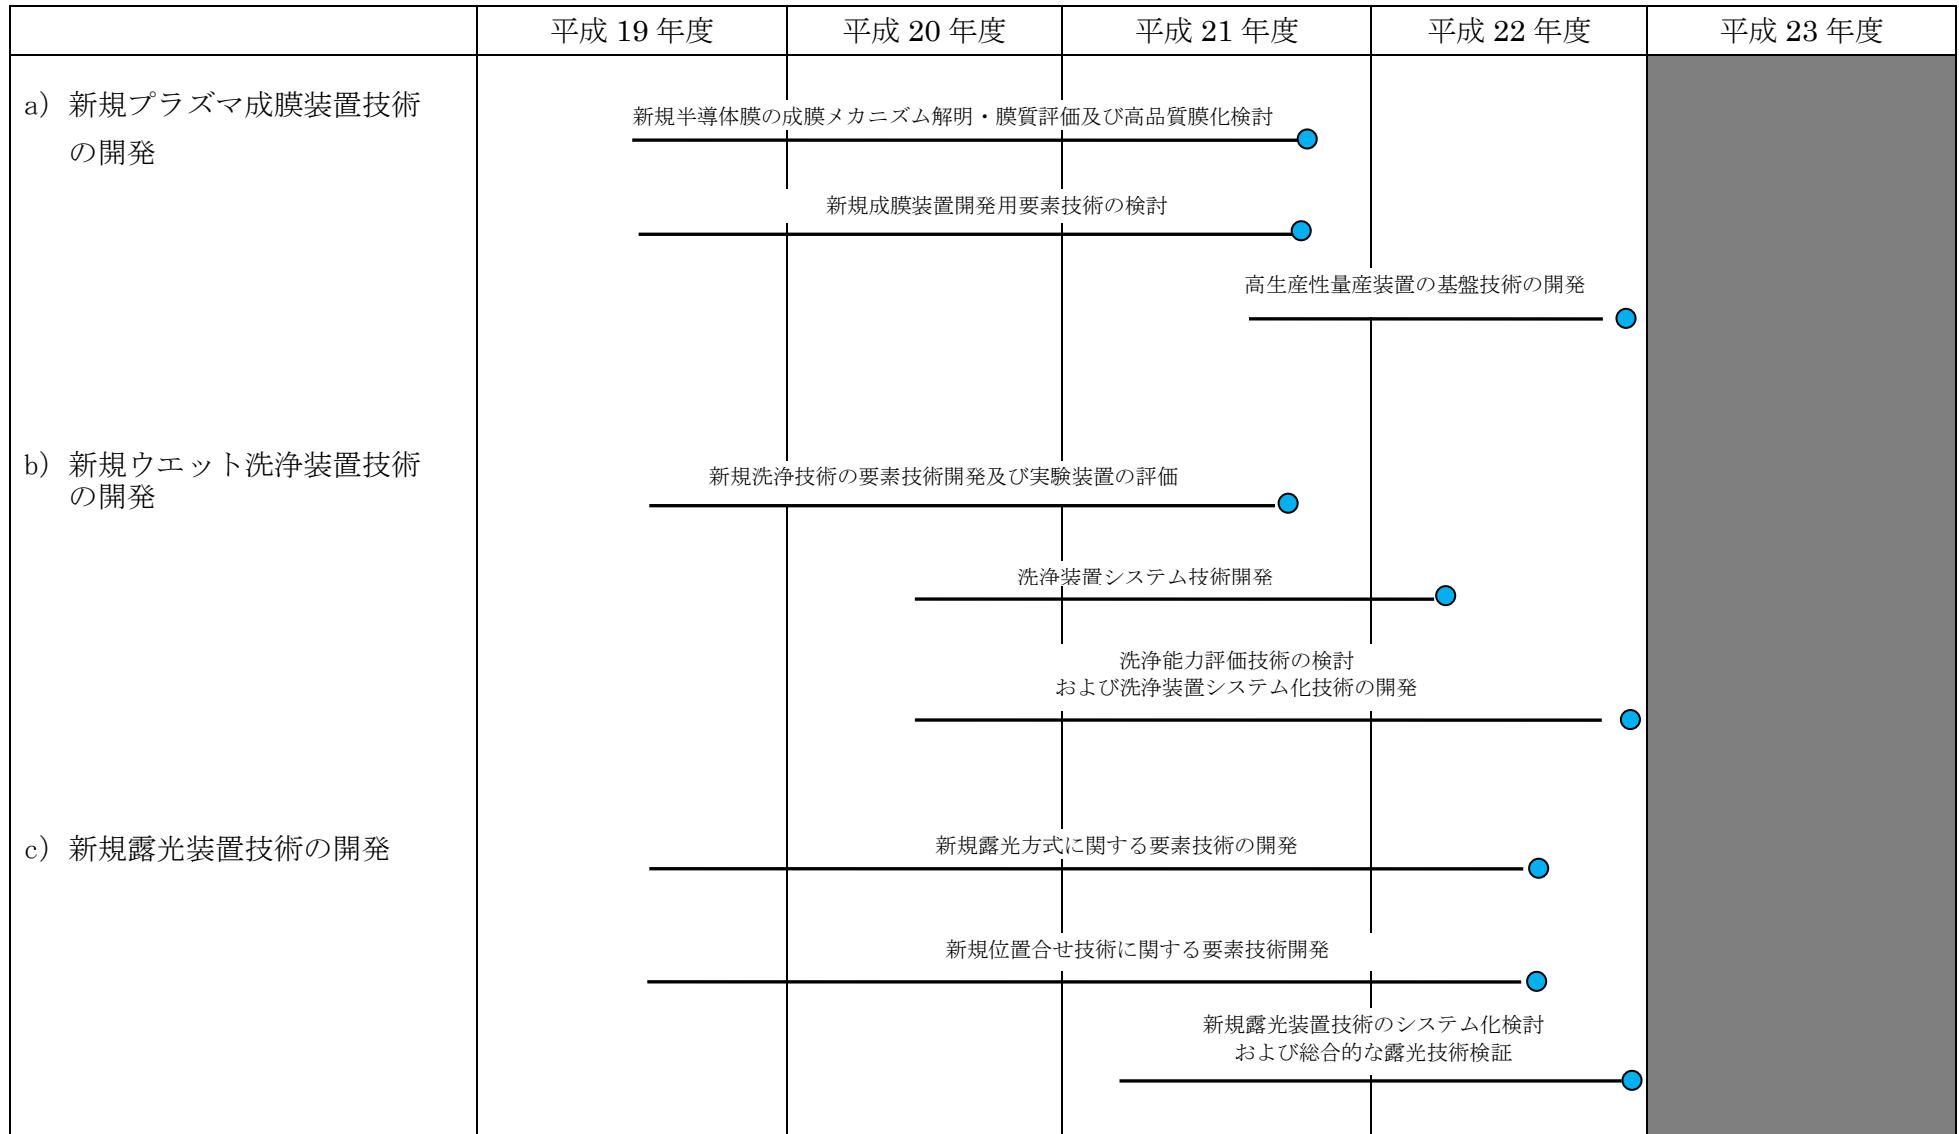 平成 19 年度
平成 20 年度
平成 21 年度
平成 22 年度
平成 23 年度
a) 新規プラズマ成膜装置技術
の開発
新規半導体膜の成膜メカニズム解明・膜質評価及び高品質膜化検討
新規成膜装置開発用要素技術の検討
高生産性量産装置の基盤技術の開発
b) 新規ウエット洗浄装置技術
の開発
新規洗浄技術の要素技術開発及び実験装置の評価
洗浄装置システム技術開発
洗浄能力評価技術の検討
および洗浄装置システム化技術の開発
c) 新規露光装置技術の開発
新規露光方式に関する要素技術の開発
新規位置合せ技術に関する要素技術開発
新規露光装置技術のシステム化検討
および総合的な露光技術検証